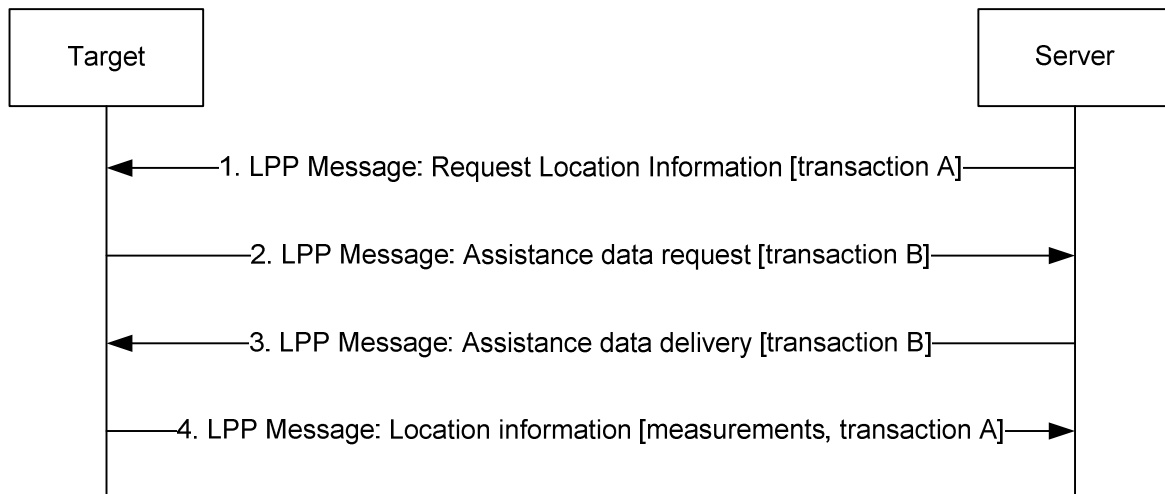 Target
Server
1. LPP Message: Request Location Information [transaction A]
2. LPP Message: Assistance data request [transaction B]
3. LPP Message: Assistance data delivery [transaction B]
4. LPP Message: Location information [measurements, transaction A]